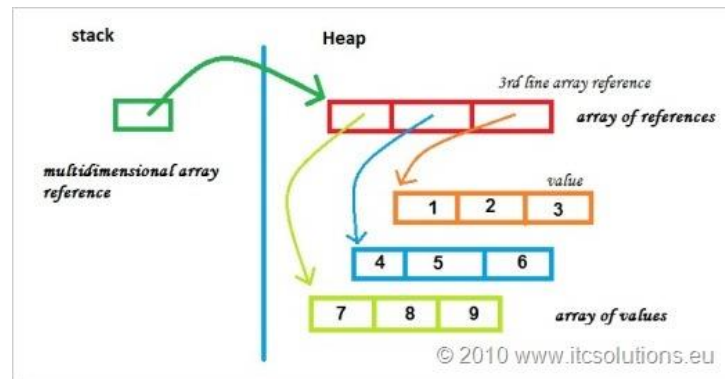 stack
Heap
3rd line array reference
array of references
multidimensional array
reference
value
1 2 3
4 5 6
7 8 9
array of values
© 2010 www.itcsolutions.eu